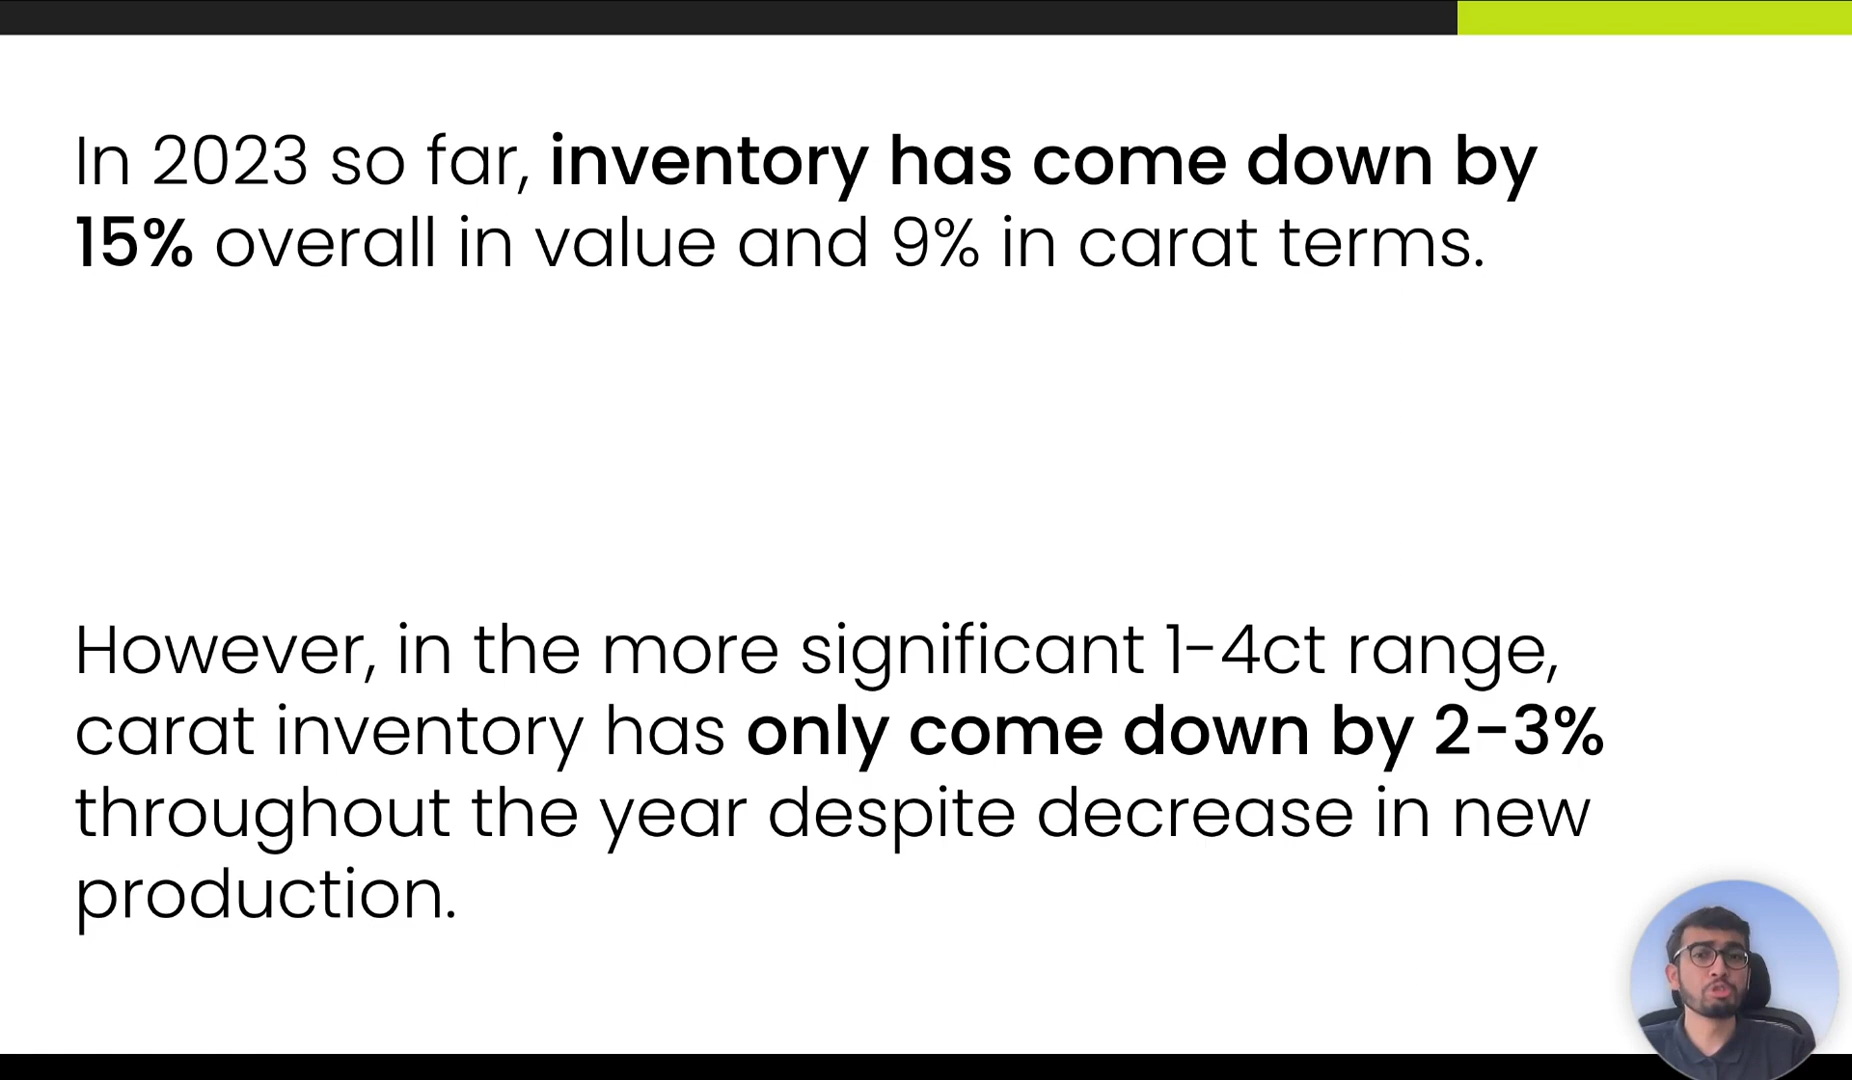 In 2023 so far, inventory has come down by
15% overall in value and 9% in carat terms.
However, in the more significant 1-4ct range,
carat inventory has only come down by 2-3%
throughout the year despite decrease in new
production.